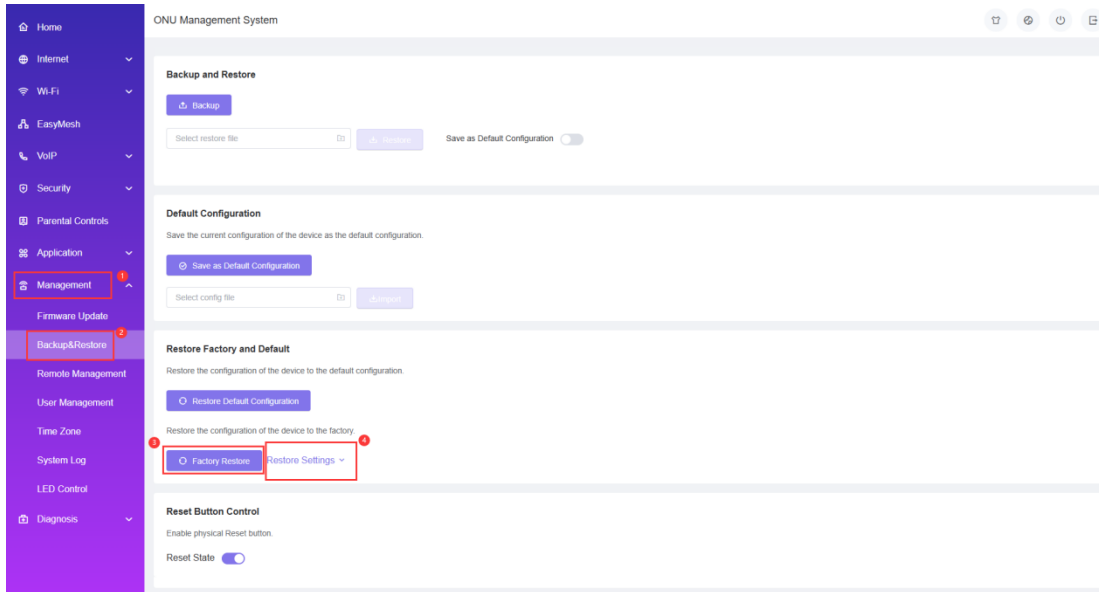 ONU Management System
Home
Internet
Wi-Fi
EasyMesh
VoIP
Security
Parental Controls
Application
Management
1
Firmware Update
Backup&Restore
2
Remote Management
User Management
Time Zone
System Log
LED Control
Diagnosis
Backup and Restore
Backup
Select restore file
Restore
Save as Default Configuration
Default Configuration
Save the current configuration of the device as the default configuration.
Save as Default Configuration
Select config file
Import
Restore Factory and Default
Restore the configuration of the device to the default configuration.
Restore Default Configuration
Restore the configuration of the device to the factory.
3
Factory Restore
4
Restore Settings
Reset Button Control
Enable physical Reset button.
Reset State